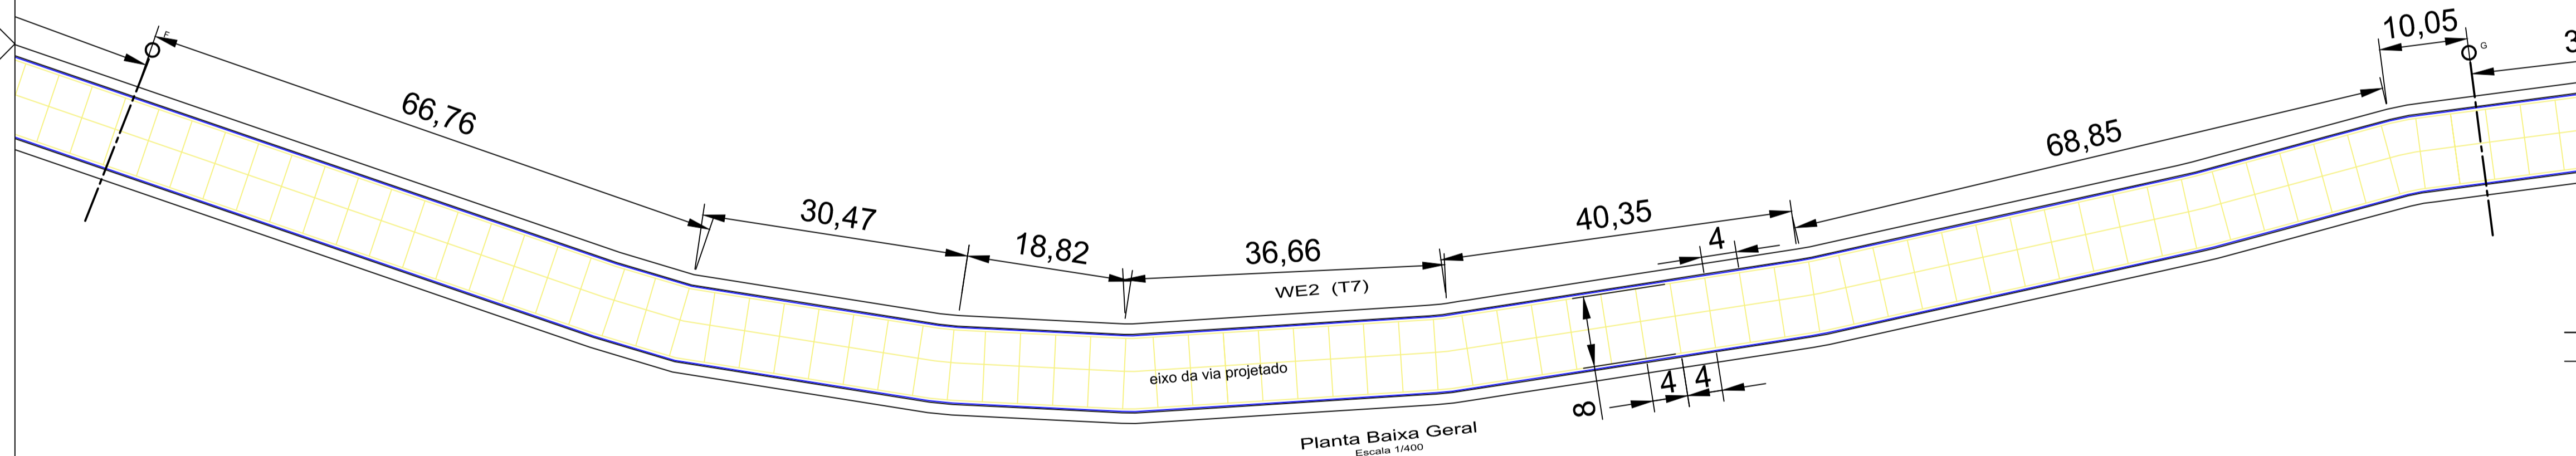 F
66,76
30,47
18,82
36,66
WE2 (T7)
40,35
4
68,85
10,05
G
3
eixo da via projetado
8
4
4
Planta Baixa Geral
Escala 1/400